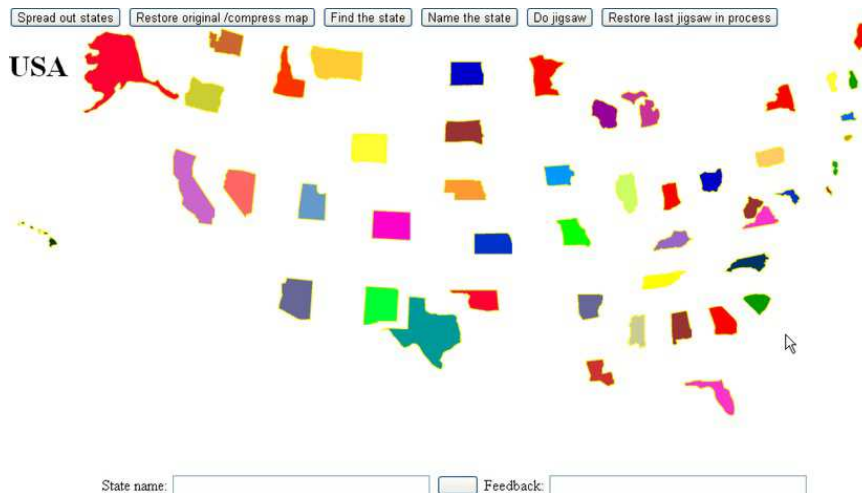 Spread out states Restore original /compress map Find the state Name the state Do jigsaw Restore last jigsaw in process
USA
State name: Feedback: